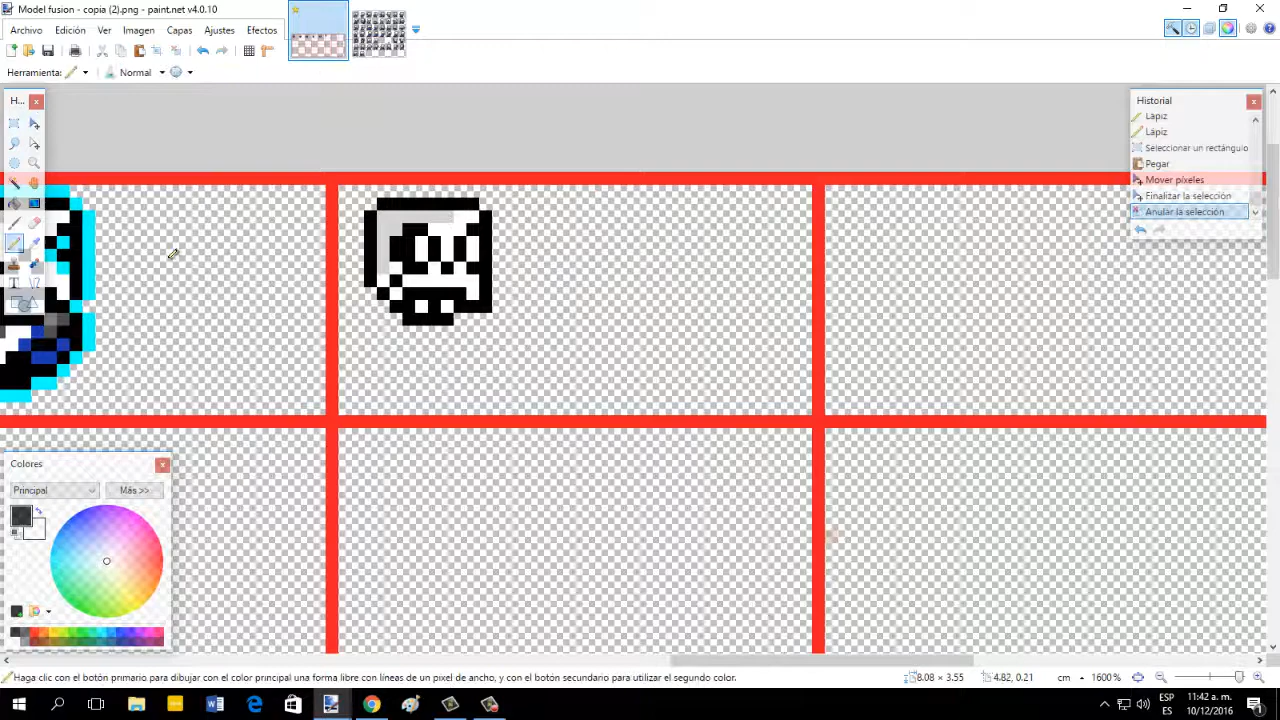 Model fusion - copia (2).png - paint.net v4.0.10
Archivo Edición Ver Imagen Capas Ajustes Efectos
Herramienta: Normal
H...
Historial
Lápiz
Lápiz
Seleccionar un rectángulo
Pegar
Mover píxeles
Finalizar la selección
Anular la selección
Colores
Principal Más >>
Haga clic con el botón primario para dibujar con el color principal una forma libre con líneas de un pixel de ancho, y con el botón secundario para utilizar el segundo color.
8.08 × 3.55 4.82, 0.21 cm 1600%
ESP 11:42 a. m.
ES 10/12/2016